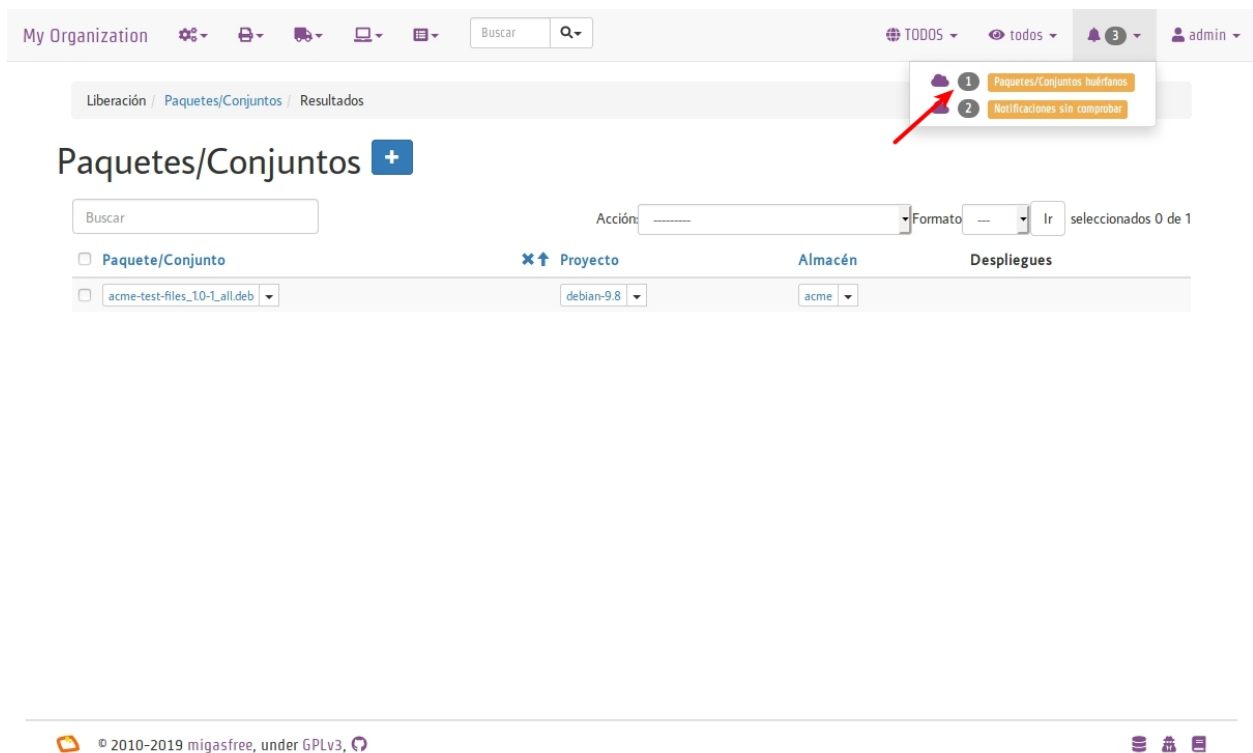 My Organization Buscar TODOS todos 3 admin
1 Paquetes/Conjuntos huérfanos
2 Notificaciones sin comprobar
Liberación / Paquetes/Conjuntos / Resultados
Paquetes/Conjuntos +
Buscar Acción: --------- Formato --- Ir seleccionados 0 de 1
Paquete/Conjunto Proyecto Almacén Despliegues
acme-test-files_1.0-1_all.deb debian-9.8 acme
© 2010-2019 migasfree, under GPLv3,